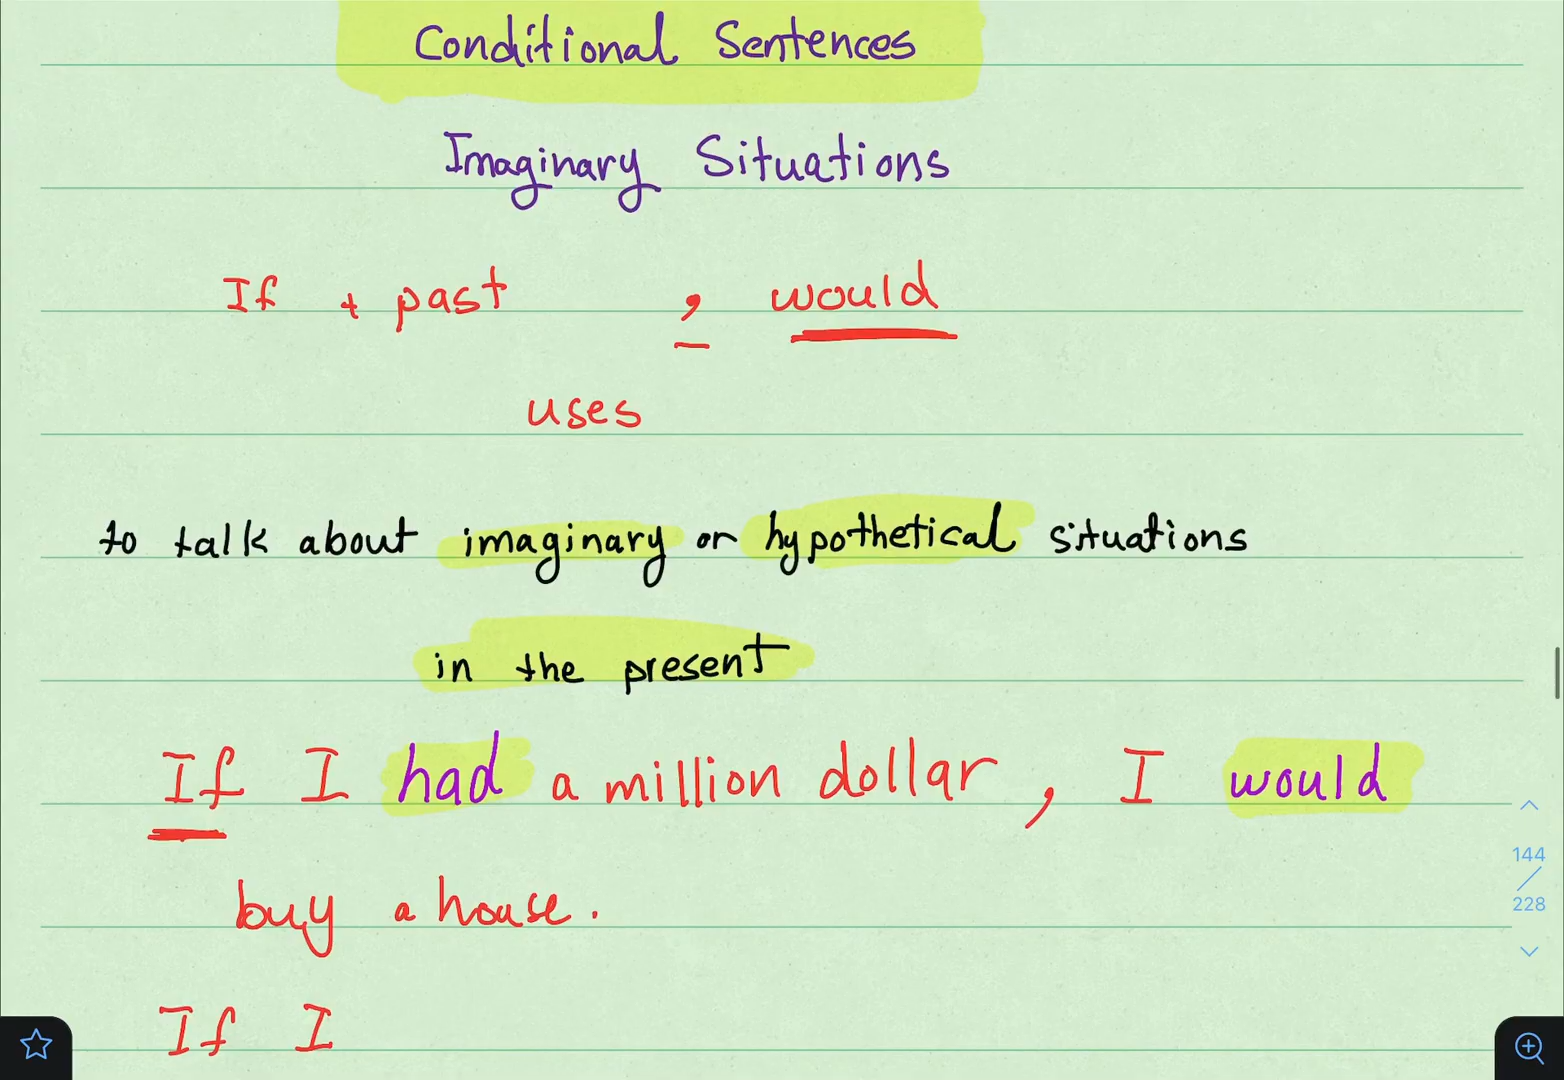 Conditional Sentences
Imaginary Situations
If + past , would
uses
to talk about imaginary or hypothetical situations
in the present
If I had a million dollar, I would
buy a house.
If I
144
/
228